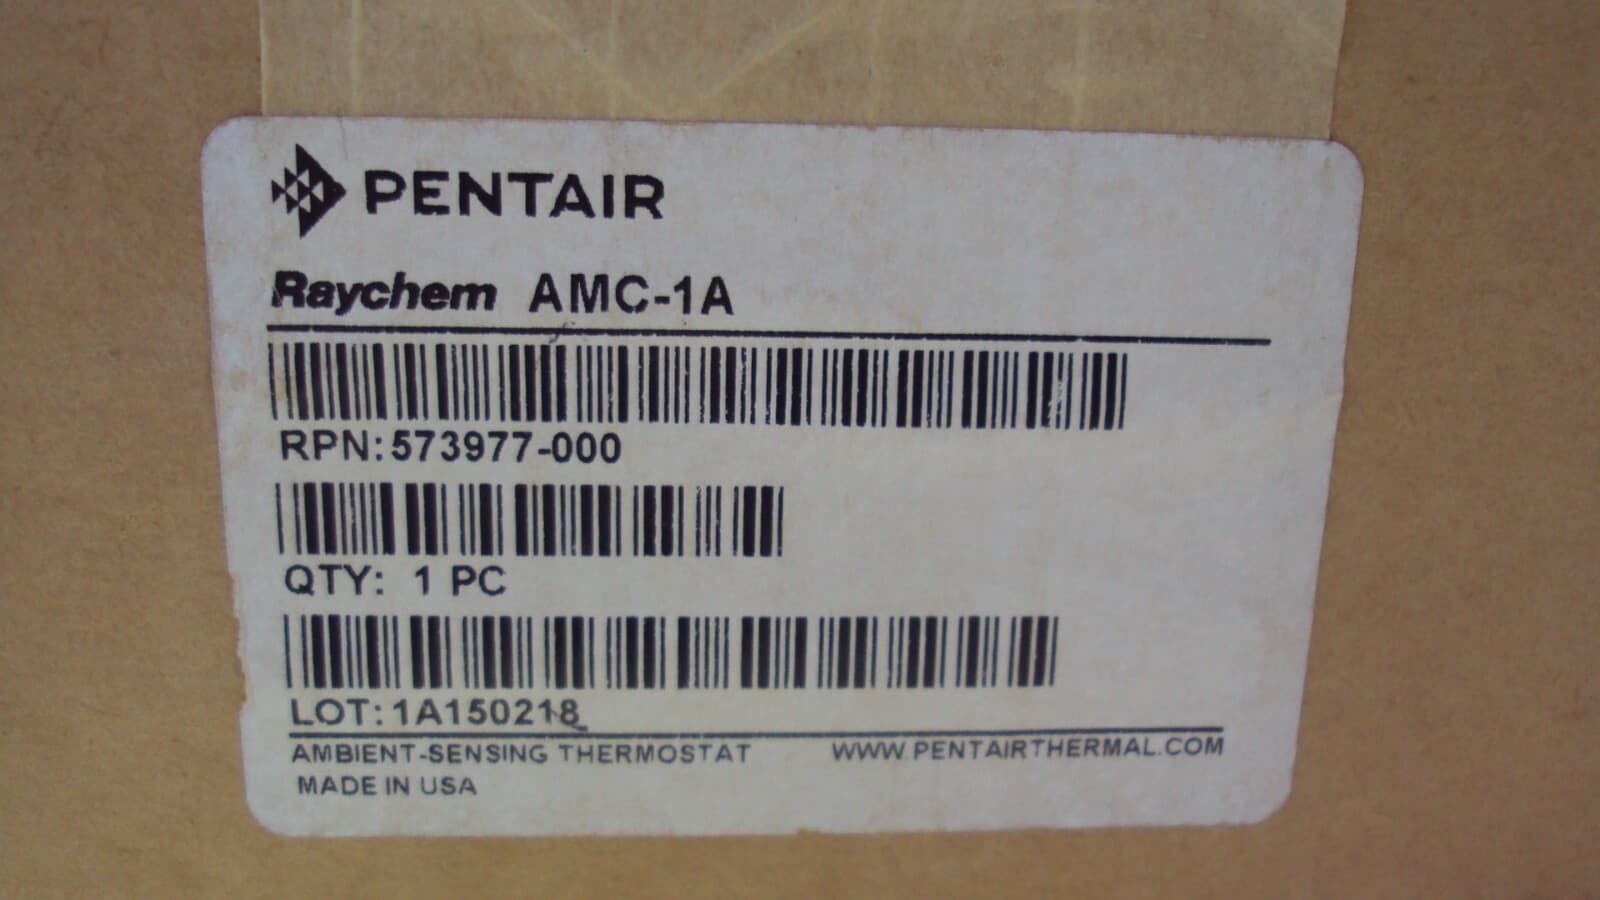 PENTAIR
Raychem AMC-1A
RPN:573977-000
QTY: 1 PC
LOT:1A150218
AMBIENT-SENSING THERMOSTAT WWW.PENTAIRTHERMAL.COM
MADE IN USA